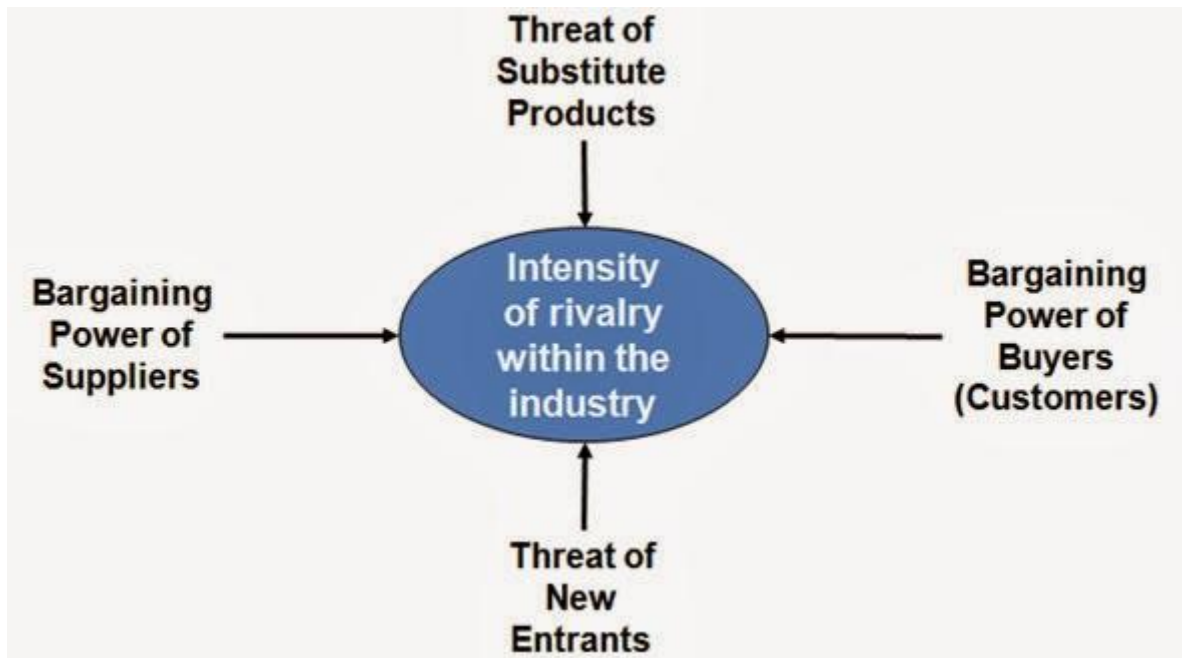 Threat of
Substitute
Products
Bargaining
Power of
Suppliers
Intensity
of rivalry
within the
industry
Bargaining
Power of
Buyers
(Customers)
Threat of
New
Entrants